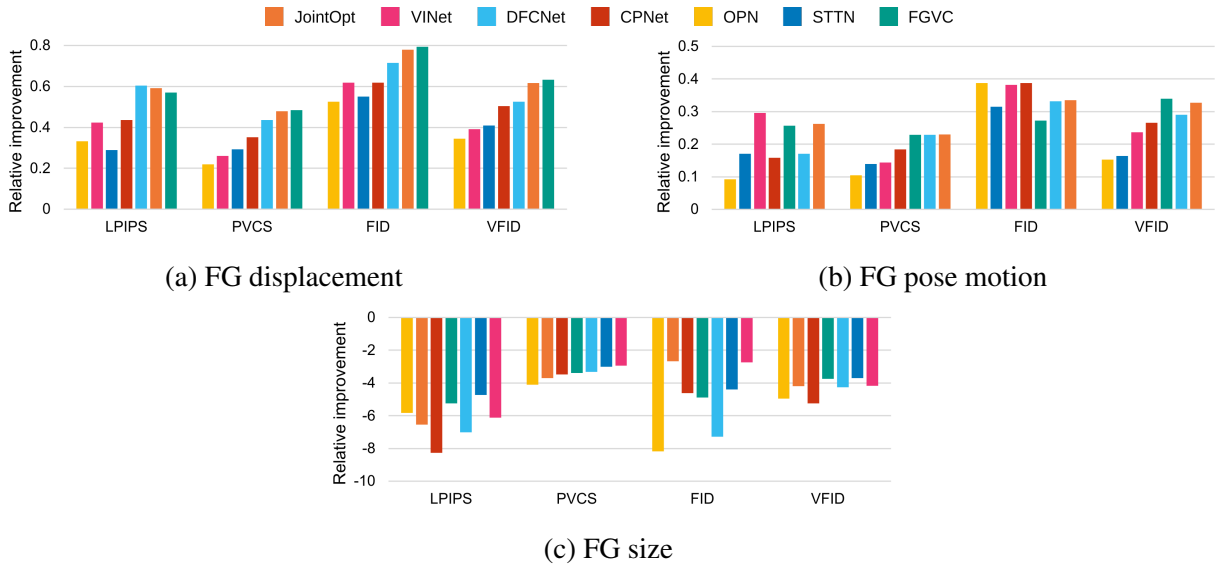 JointOpt VINet DFCNet CPNet OPN STTN FGVC
Relative improvement
0.8
0.6
0.4
0.2
0
LPIPS PVCS FID VFID
(a) FG displacement
Relative improvement
0.5
0.4
0.3
0.2
0.1
0
LPIPS PVCS FID VFID
(b) FG pose motion
Relative improvement
0
-2
-4
-6
-8
-10
LPIPS PVCS FID VFID
(c) FG size